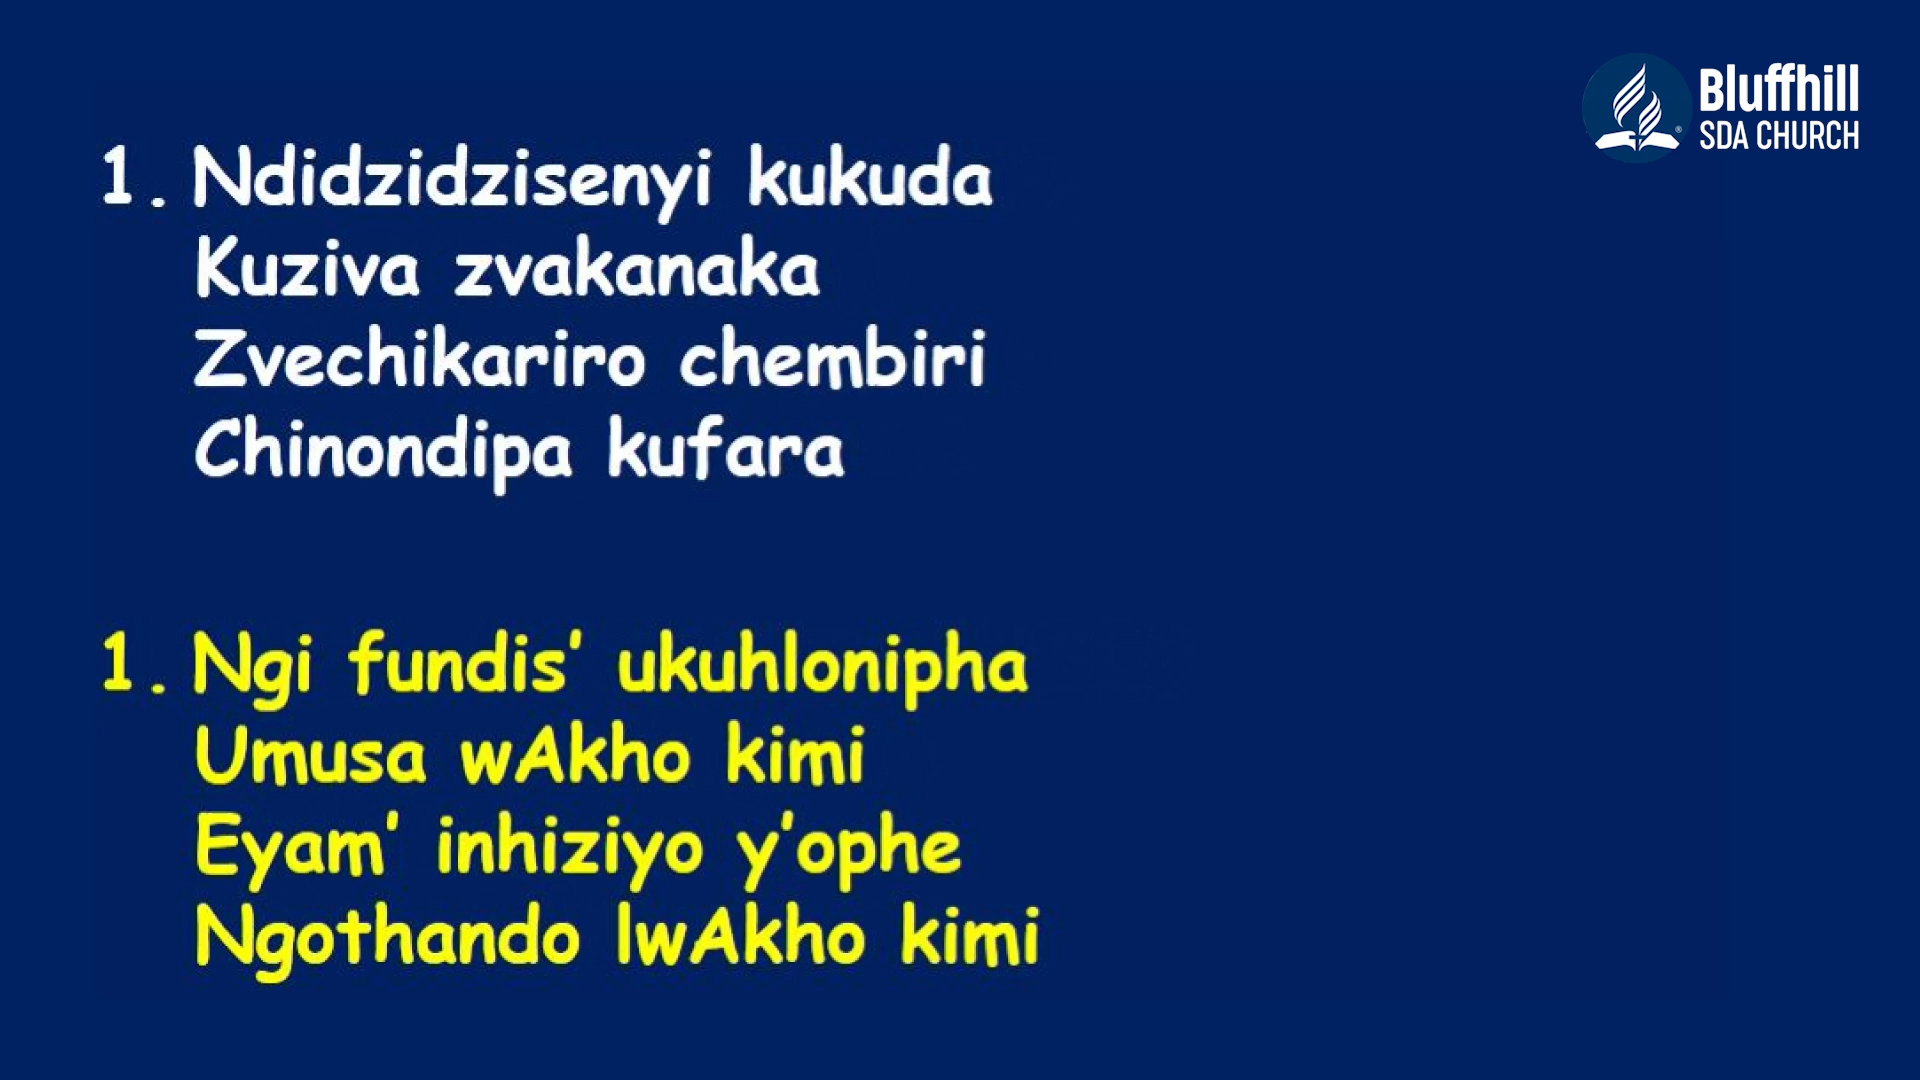 Bluffhill
SDA CHURCH
1. Ndidzidzisenyi kukuda
Kuziva zvakanaka
Zvechikariro chembiri
Chinondipa kufara
1. Ngi fundis’ ukuhlonipha
Umusa wAkho kimi
Eyam’ inhiziyo y’ophe
Ngothando lwAkho kimi